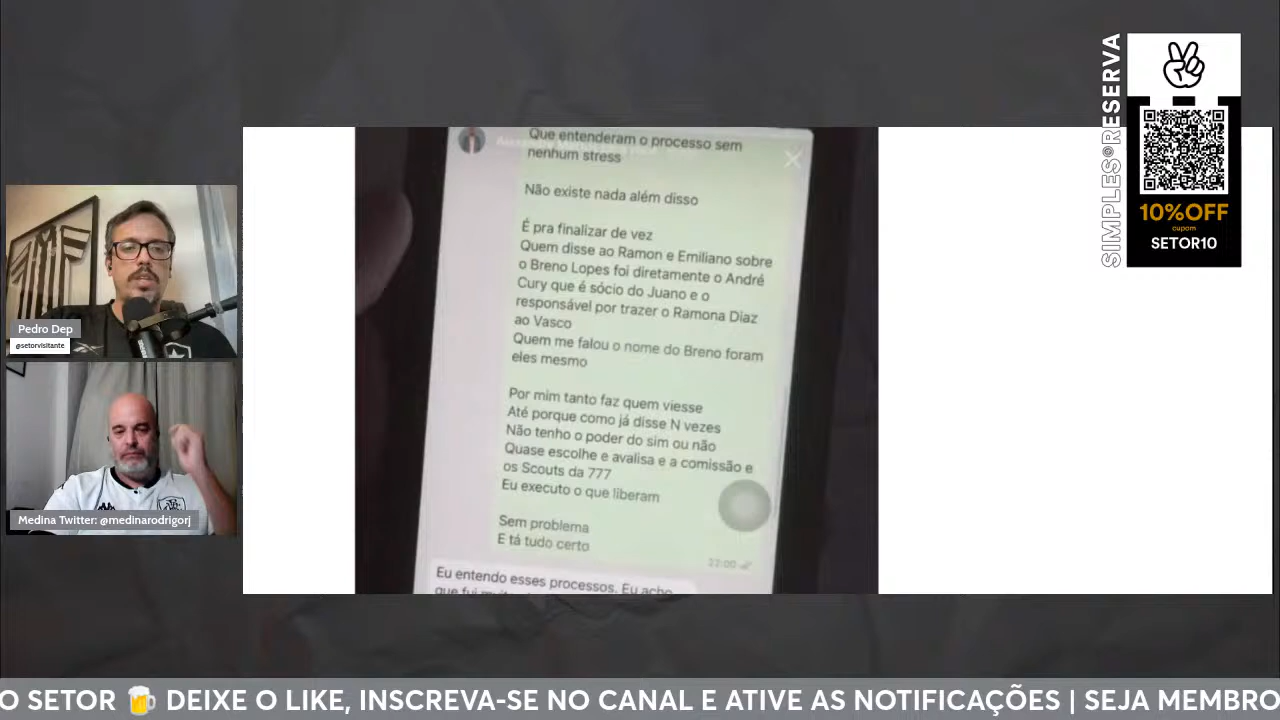 SIMPLES®RESERVA
10%OFF
cupom
SETOR10
Pedro Dep
@setorvisitante
Medina Twitter: @medinarodrigorj
Que entenderam o processo sem
nenhum stress
Não existe nada além disso
É pra finalizar de vez
Quem disse ao Ramon e Emiliano sobre
o Breno Lopes foi diretamente o André
Cury que é sócio do Juano e o
responsável por trazer o Ramona Diaz
ao Vasco
Quem me falou o nome do Breno foram
eles mesmo
Por mim tanto faz quem viesse
Até porque como já disse N vezes
Não tenho o poder do sim ou não
Quase escolhe e avalisa e a comissão e
os Scouts da 777
Eu executo o que liberam
Sem problema
E tá tudo certo
22:00
Eu entendo esses processos. Eu acho
que fui
O SETOR 🍺 DEIXE O LIKE, INSCREVA-SE NO CANAL E ATIVE AS NOTIFICAÇÕES | SEJA MEMBRO